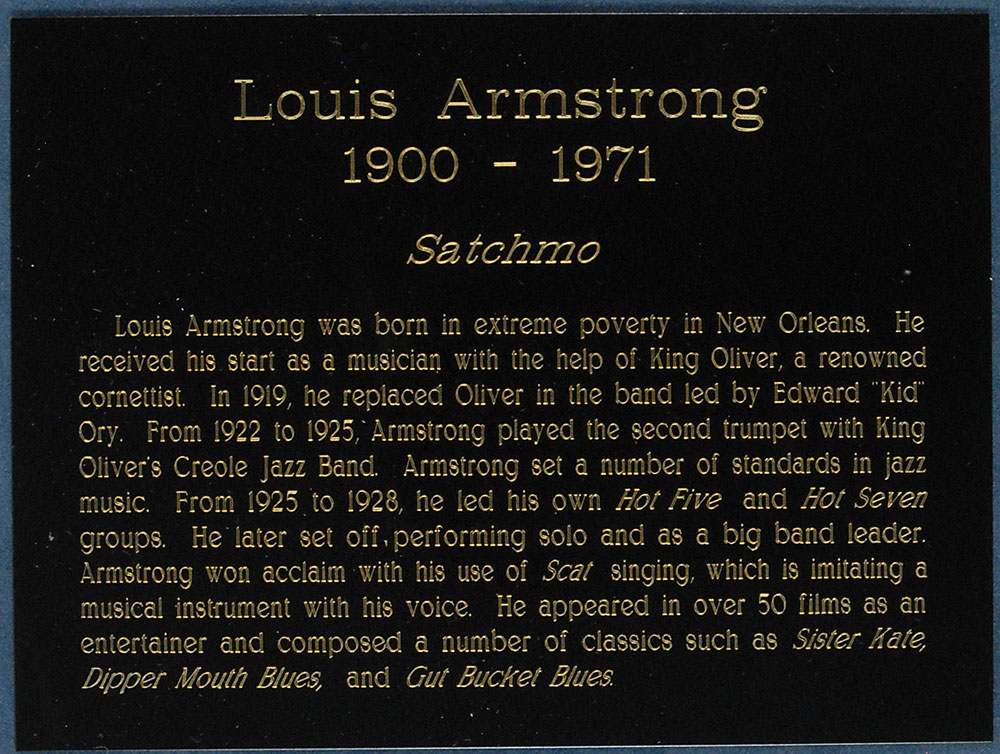 Louis Armstrong
1900 - 1971
Satchmo
Louis Armstrong was born in extreme poverty in New Orleans. He
received his start as a musician with the help of King Oliver, a renowned
cornettist. In 1919, he replaced Oliver in the band led by Edward "Kid"
Ory. From 1922 to 1925, Armstrong played the second trumpet with King
Oliver's Creole Jazz Band. Armstrong set a number of standards in jazz
music. From 1925 to 1928, he led his own Hot Five and Hot Seven
groups. He later set off, performing solo and as a big band leader.
Armstrong won acclaim with his use of Scat singing, which is imitating a
musical instrument with his voice. He appeared in over 50 films as an
entertainer and composed a number of classics such as Sister Kate,
Dipper Mouth Blues, and Gut Bucket Blues.